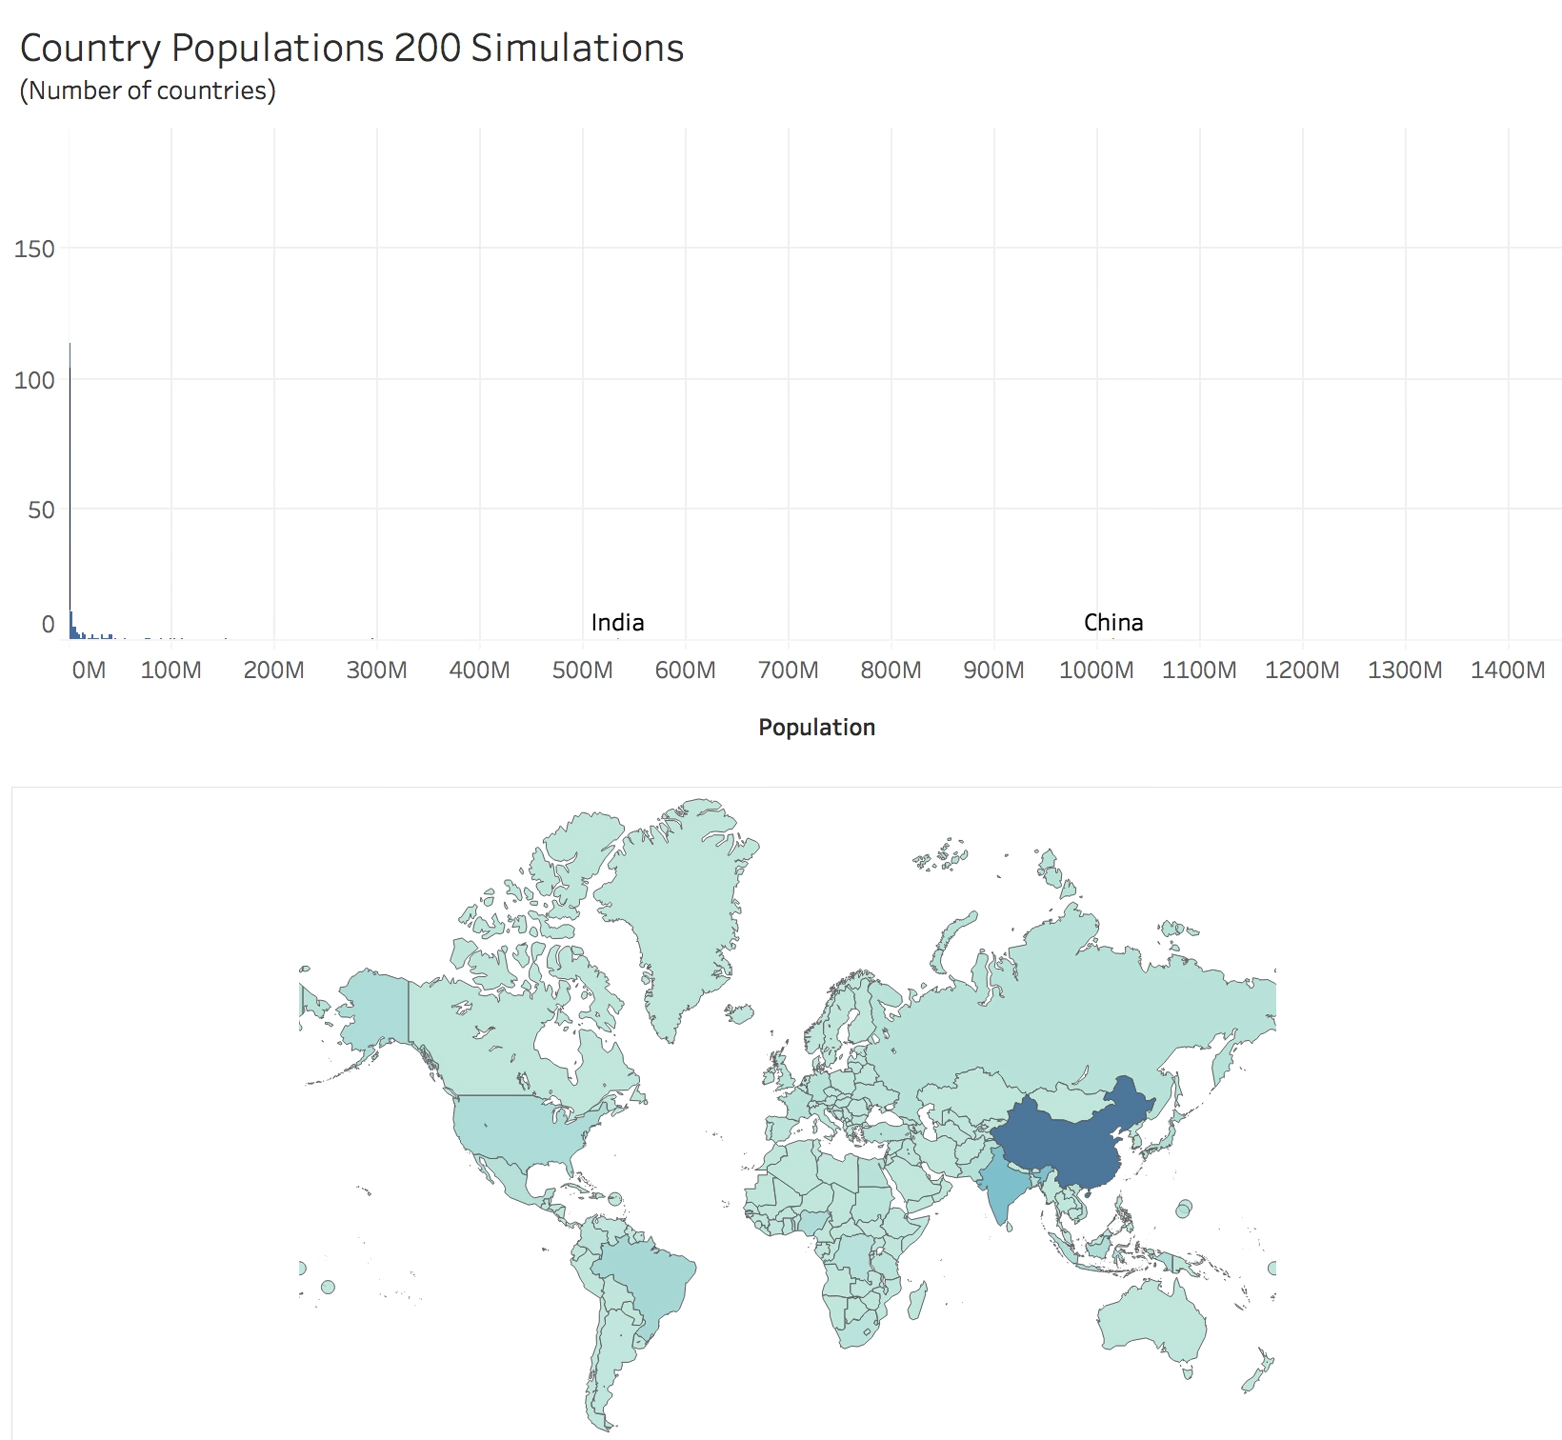 Country Populations 200 Simulations
(Number of countries)
150
100
50
0
India China
0M 100M 200M 300M 400M 500M 600M 700M 800M 900M 1000M 1100M 1200M 1300M 1400M
Population